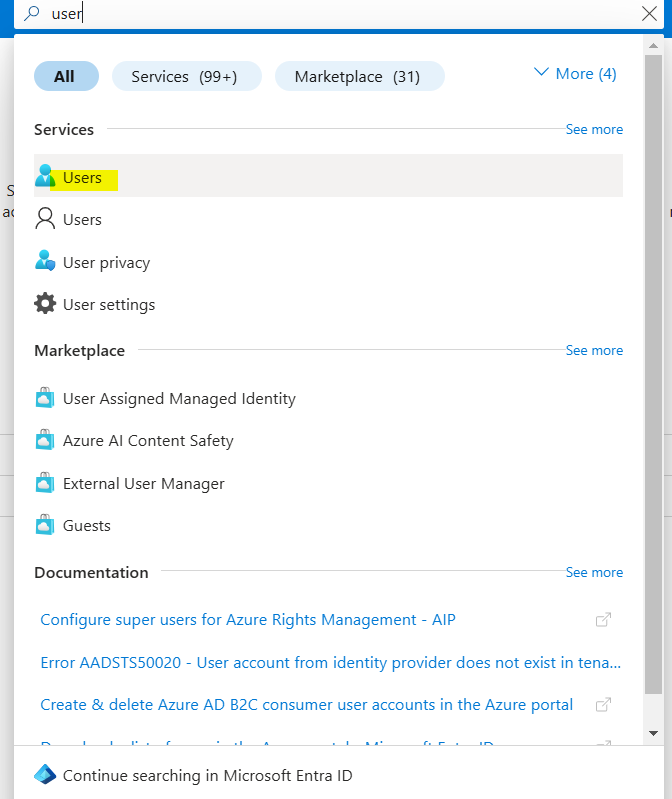 user
All
Services (99+)
Marketplace (31)
More (4)
Services
See more
Users
Users
User privacy
User settings
Marketplace
See more
User Assigned Managed Identity
Azure AI Content Safety
External User Manager
Guests
Documentation
See more
Configure super users for Azure Rights Management - AIP
Error AADSTS50020 - User account from identity provider does not exist in tena...
Create & delete Azure AD B2C consumer user accounts in the Azure portal
Continue searching in Microsoft Entra ID